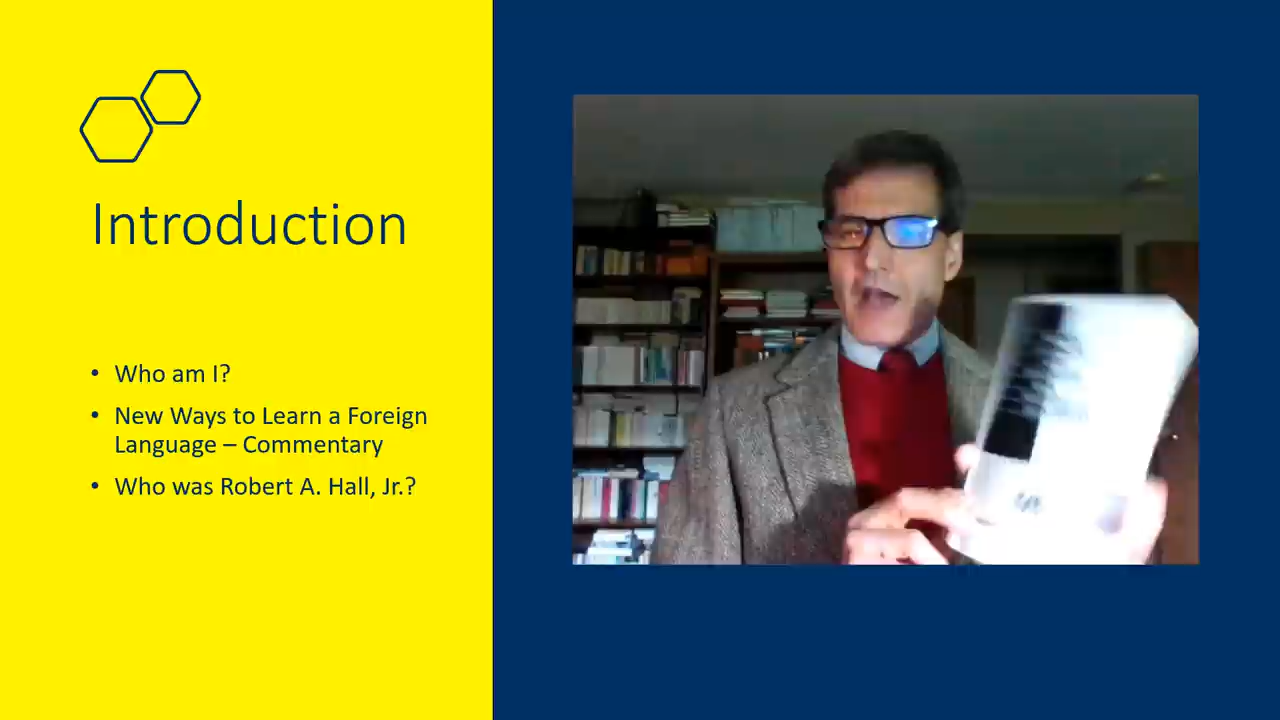 Introduction
• Who am I?
• New Ways to Learn a Foreign
Language – Commentary
• Who was Robert A. Hall, Jr.?